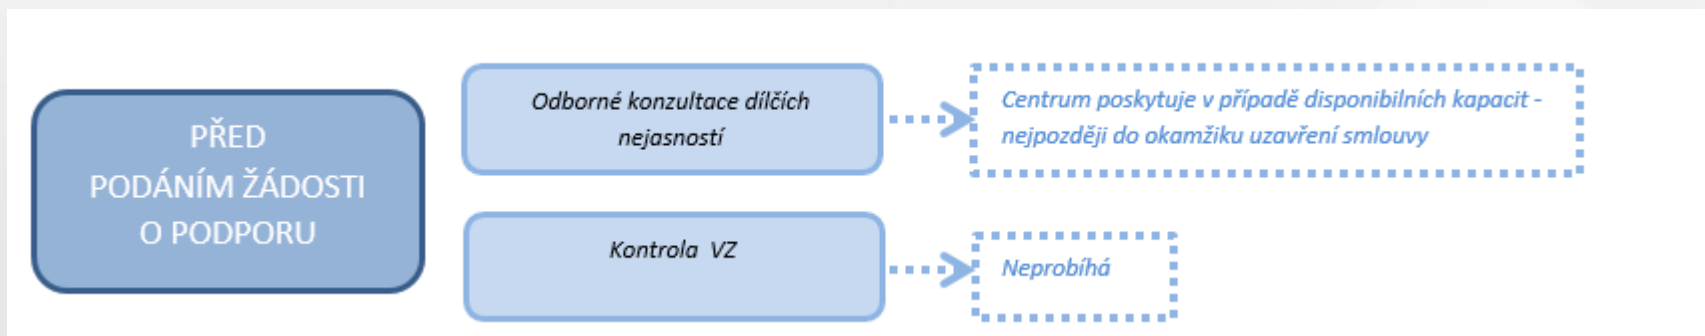 PŘED
PODÁNÍM ŽÁDOSTI
O PODPORU
Odborné konzultace dílčích
nejasností
Centrum poskytuje v případě disponibilních kapacit -
nejpozději do okamžiku uzavření smlouvy
Kontrola VZ
Neprobíhá